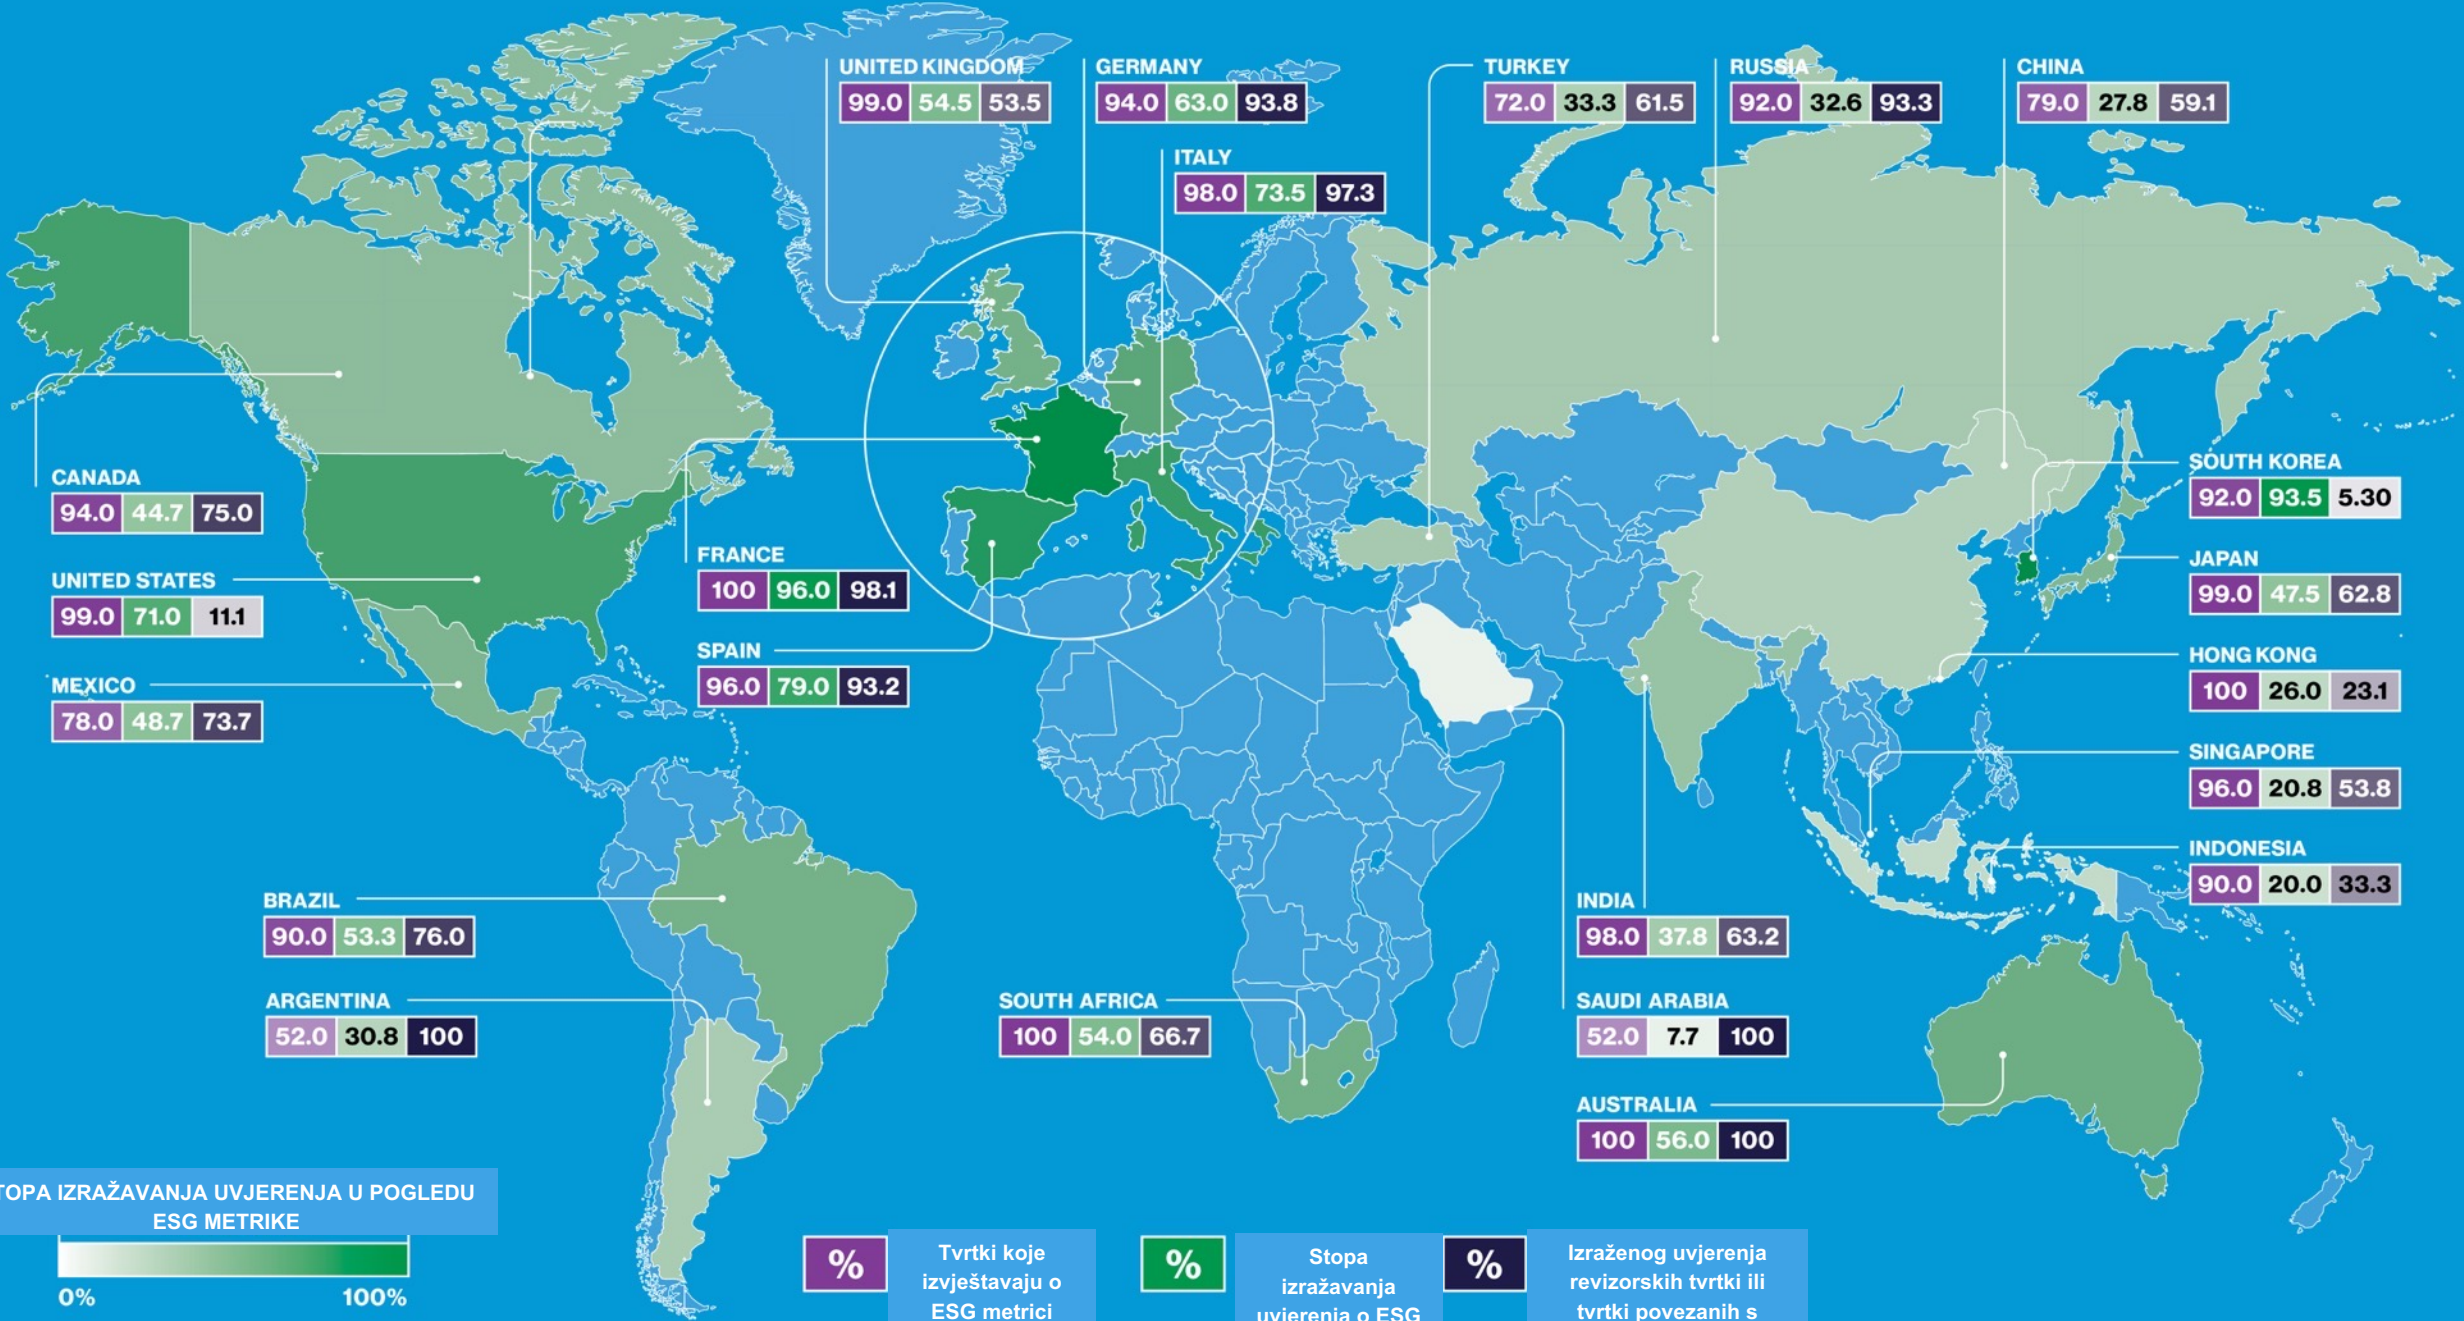 UNITED KINGDOM
99.0 54.5 53.5
GERMANY
94.0 63.0 93.8
TURKEY
72.0 33.3 61.5
RUSSIA
92.0 32.6 93.3
CHINA
79.0 27.8 59.1
ITALY
98.0 73.5 97.3
CANADA
94.0 44.7 75.0
UNITED STATES
99.0 71.0 11.1
MEXICO
78.0 48.7 73.7
FRANCE
100 96.0 98.1
SPAIN
96.0 79.0 93.2
SOUTH KOREA
92.0 93.5 5.30
JAPAN
99.0 47.5 62.8
HONG KONG
100 26.0 23.1
SINGAPORE
96.0 20.8 53.8
INDONESIA
90.0 20.0 33.3
BRAZIL
90.0 53.3 76.0
ARGENTINA
52.0 30.8 100
SOUTH AFRICA
100 54.0 66.7
INDIA
98.0 37.8 63.2
SAUDI ARABIA
52.0 7.7 100
AUSTRALIA
100 56.0 100
TOPA IZRAŽAVANJA UVJERENJA U POGLEDU
ESG METRIKE
0% 100%
%
Tvrtki koje
izvještavaju o
ESG metrici
%
Stopa
izražavanja
uvjerenja o ESG
%
Izraženog uvjerenja
revizorskih tvrtki ili
tvrtki povezanih s